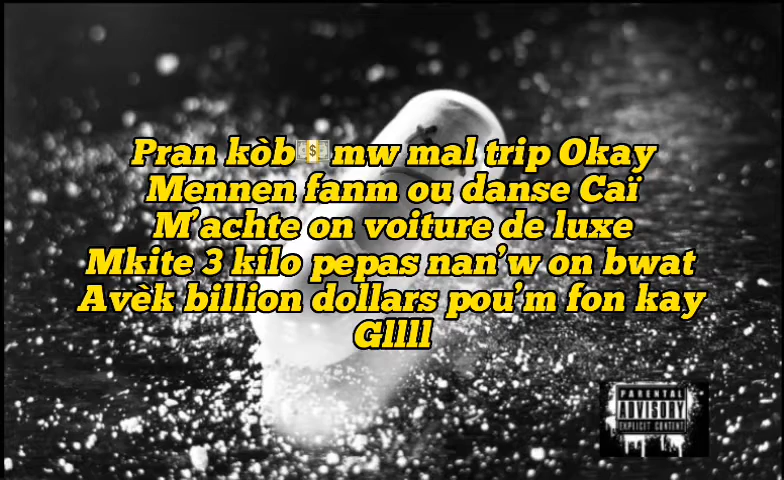 Pran kòb💵mw mal trip Okay
Mennen fanm ou danse Caï
M'achte on voiture de luxe
Mkite 3 kilo pepas nan'w on bwat
Avèk billion dollars pou'm fon kay
Gllll
PARENTAL
ADVISORY
EXPLICIT CONTENT